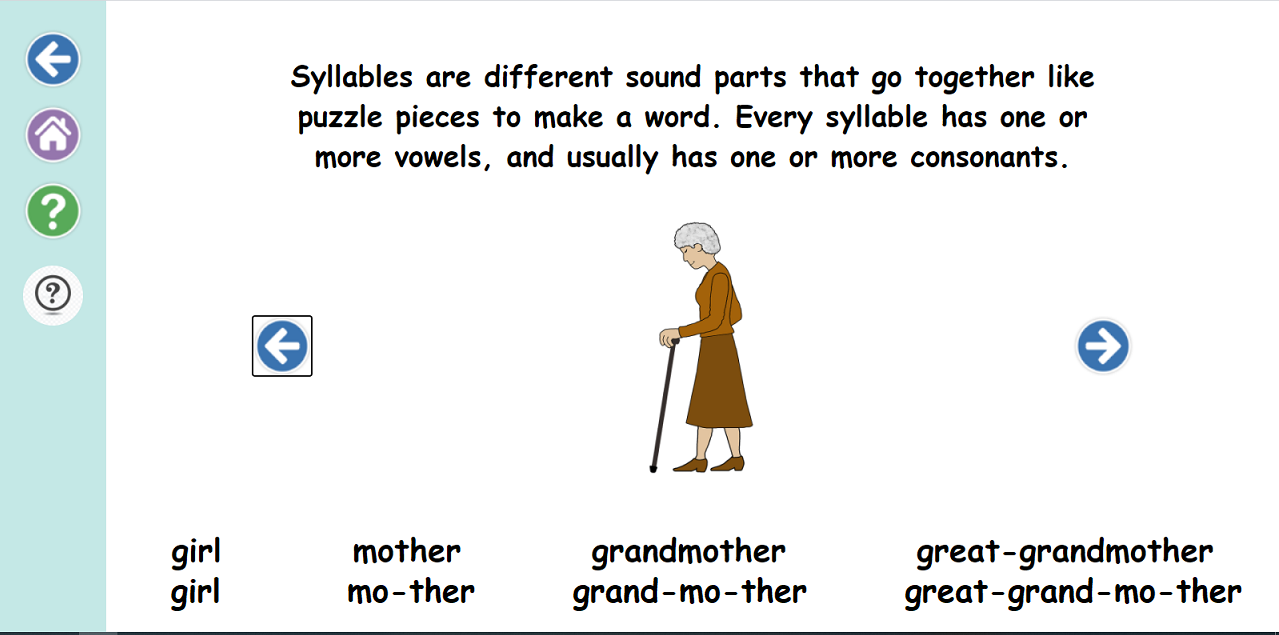 Syllables are different sound parts that go together like
puzzle pieces to make a word. Every syllable has one or
more vowels, and usually has one or more consonants.
girl mother grandmother great-grandmother
girl mo-ther grand-mo-ther great-grand-mo-ther